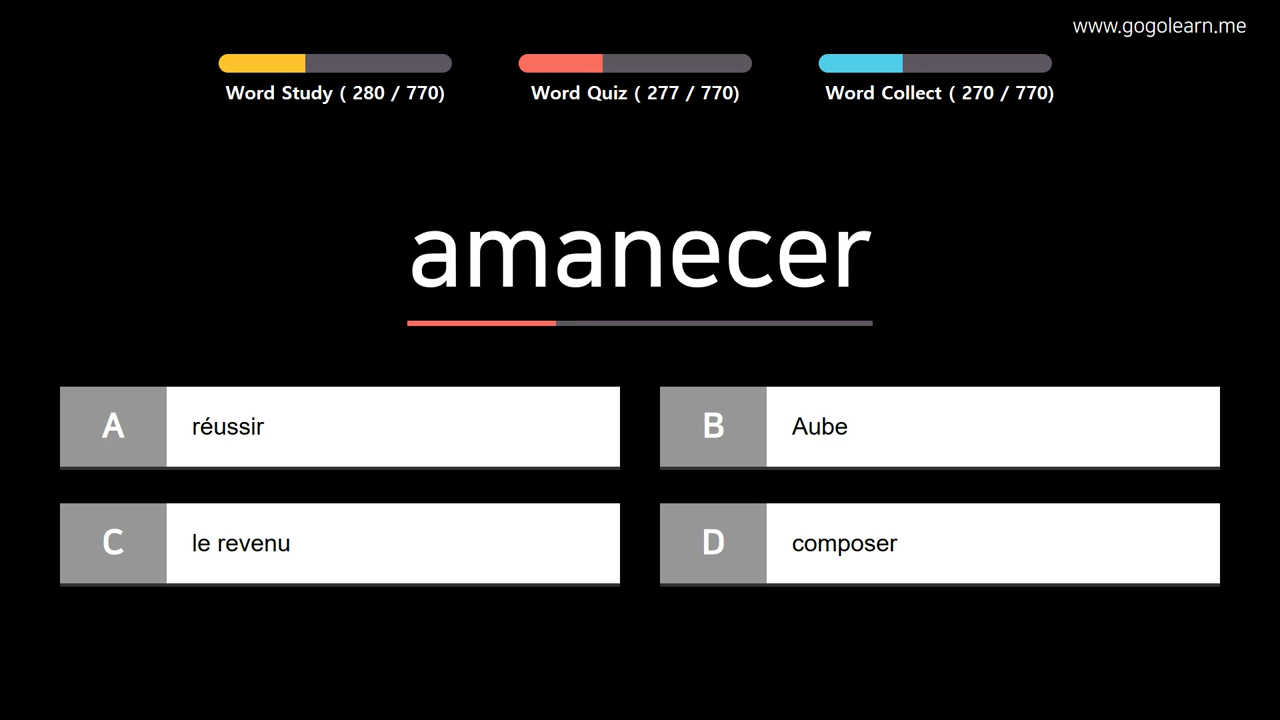 www.gogolearn.me
Word Study ( 280 / 770)
Word Quiz ( 277 / 770)
Word Collect ( 270 / 770)
amanecer
A réussir
B Aube
C le revenu
D composer